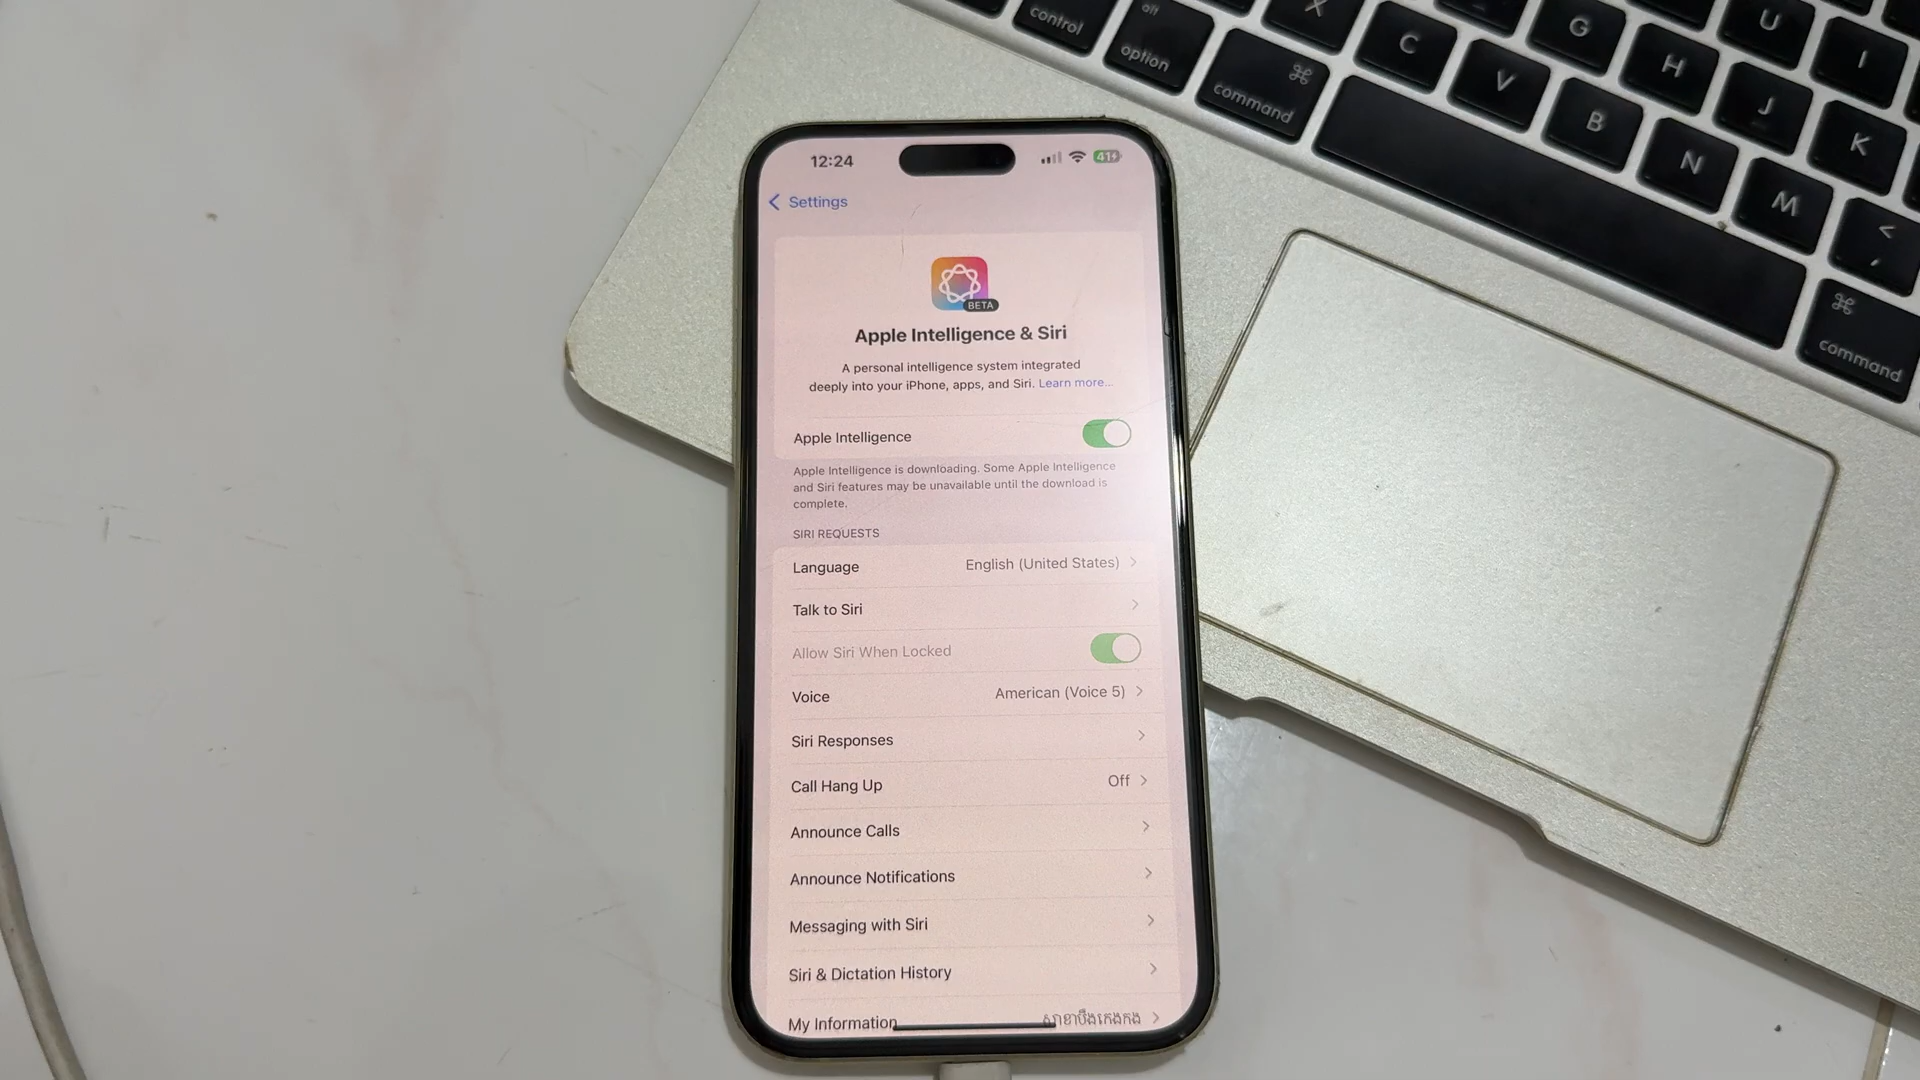 control
alt
option
⌘
command
X
C
V
G
B
H
N
U
J
M
I
K
<
,
⌘
command
12:24
41
Settings
BETA
Apple Intelligence & Siri
A personal intelligence system integrated
deeply into your iPhone, apps, and Siri. Learn more...
Apple Intelligence
Apple Intelligence is downloading. Some Apple Intelligence
and Siri features may be unavailable until the download is
complete.
SIRI REQUESTS
Language English (United States)
Talk to Siri
Allow Siri When Locked
Voice American (Voice 5)
Siri Responses
Call Hang Up Off
Announce Calls
Announce Notifications
Messaging with Siri
Siri & Dictation History
My Information